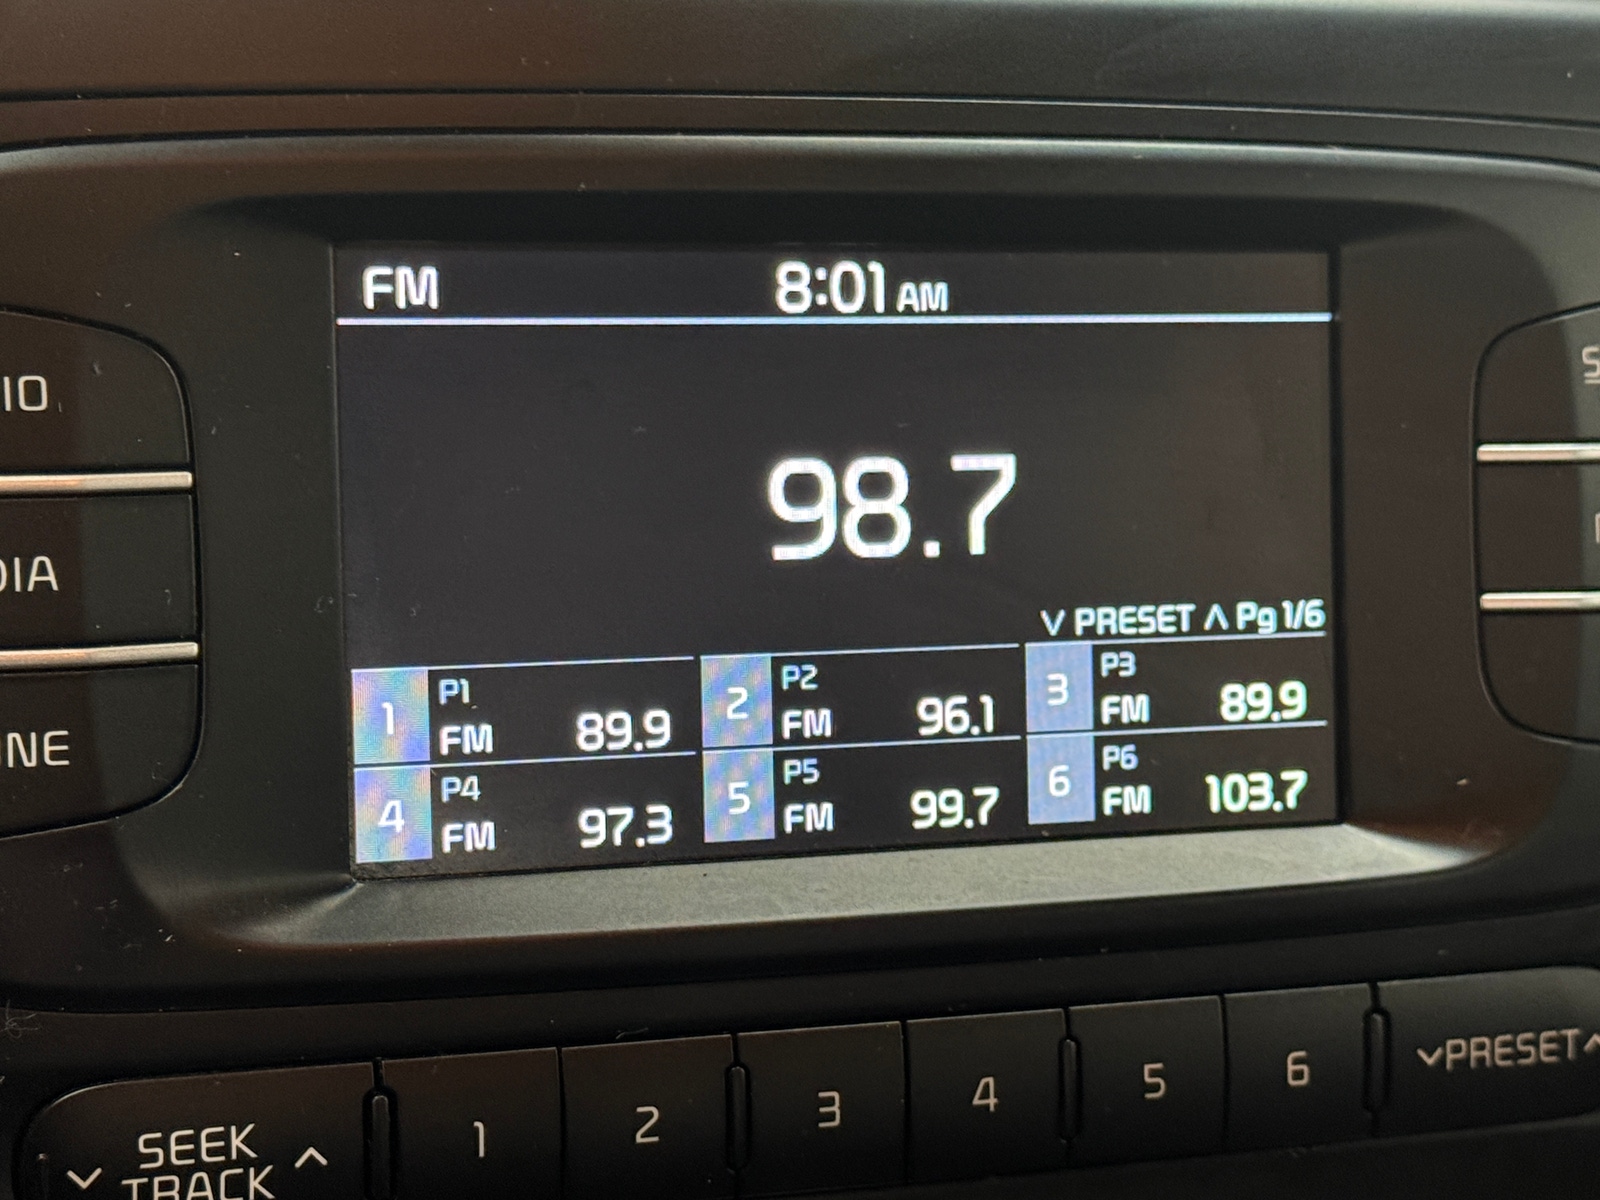 FM 8:01 AM
98.7
∨ PRESET ∧ Pg 1/6
1 P1 FM 89.9
2 P2 FM 96.1
3 P3 FM 89.9
4 P4 FM 97.3
5 P5 FM 99.7
6 P6 FM 103.7
IO
DIA
ONE
S
∨ SEEK TRACK ∧
1 2 3 4 5 6
∨PRESET∧